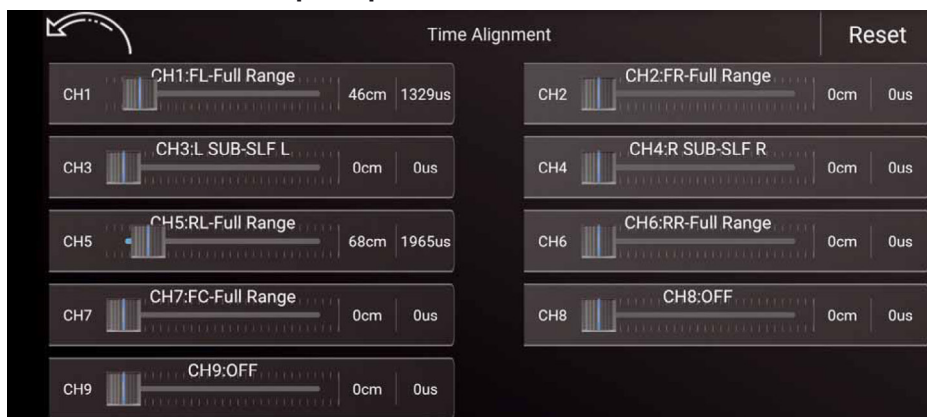 Time Alignment
Reset
CH1:FL-Full Range
CH1 46cm 1329us
CH2:FR-Full Range
CH2 0cm 0us
CH3:L SUB-SLF L
CH3 0cm 0us
CH4:R SUB-SLF R
CH4 0cm 0us
CH5:RL-Full Range
CH5 68cm 1965us
CH6:RR-Full Range
CH6 0cm 0us
CH7:FC-Full Range
CH7 0cm 0us
CH8:OFF
CH8 0cm 0us
CH9:OFF
CH9 0cm 0us